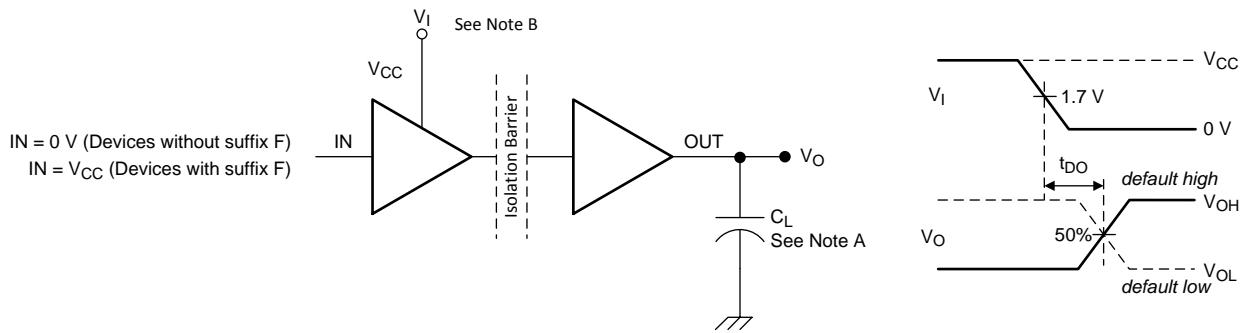 V_I See Note B
V_CC
IN = 0 V (Devices without suffix F)
IN = V_CC (Devices with suffix F)
IN
Isolation Barrier
OUT
V_O
C_L
See Note A
V_I
V_CC
1.7 V
0 V
t_DO
default high
V_OH
V_O
50%
V_OL
default low